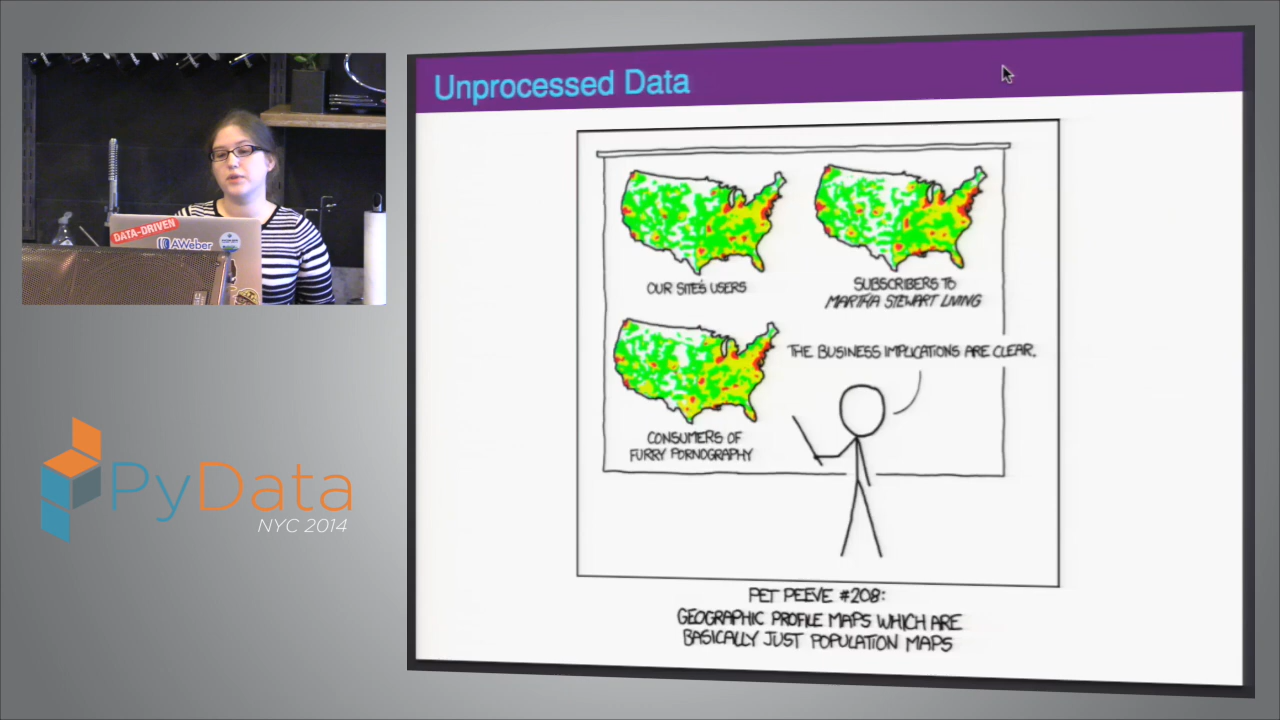 Unprocessed Data
OUR SITE'S USERS
SUBSCRIBERS TO
MARTHA STEWART LIVING
CONSUMERS OF
FURRY PORNOGRAPHY
THE BUSINESS IMPLICATIONS ARE CLEAR.
PET PEEVE #208:
GEOGRAPHIC PROFILE MAPS WHICH ARE
BASICALLY JUST POPULATION MAPS
DATA-DRIVEN
AWeber
PyData
NYC 2014